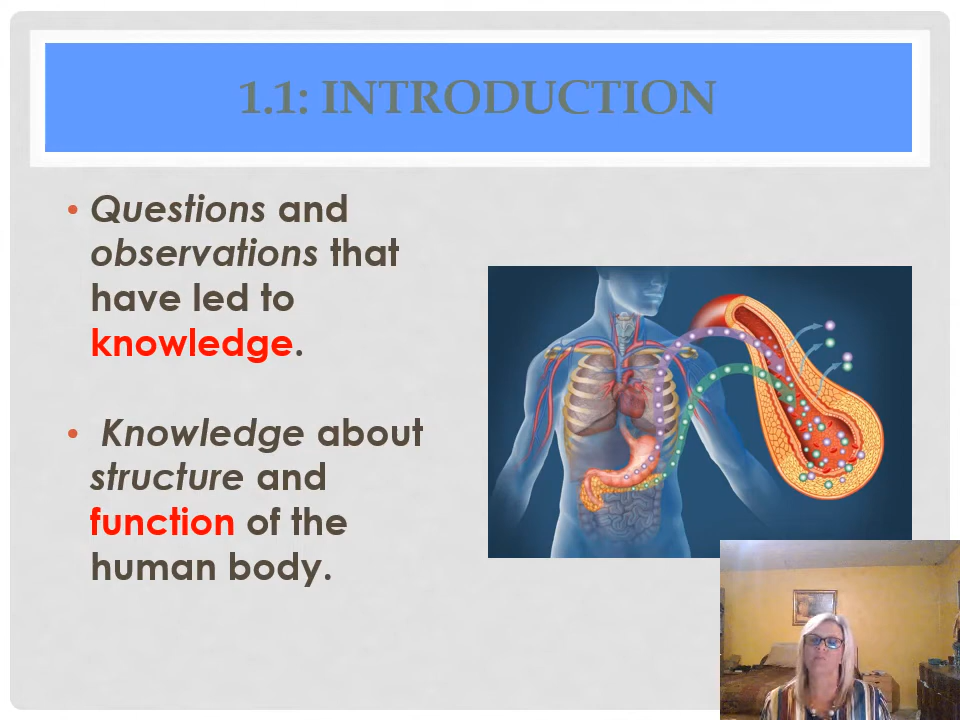 1.1: INTRODUCTION
• Questions and
observations that
have led to
knowledge.
• Knowledge about
structure and
function of the
human body.